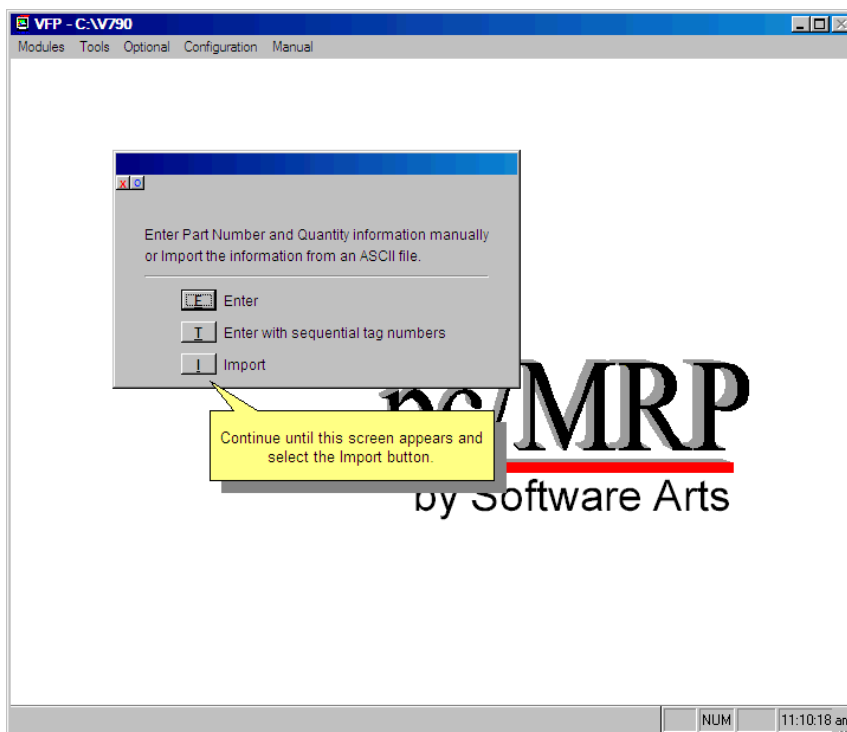 VFP - C:\V790
Modules Tools Optional Configuration Manual
X O
Enter Part Number and Quantity information manually
or Import the information from an ASCII file.
E Enter
T Enter with sequential tag numbers
I Import
Continue until this screen appears and
select the Import button.
pc/MRP
by Software Arts
NUM 11:10:18 am